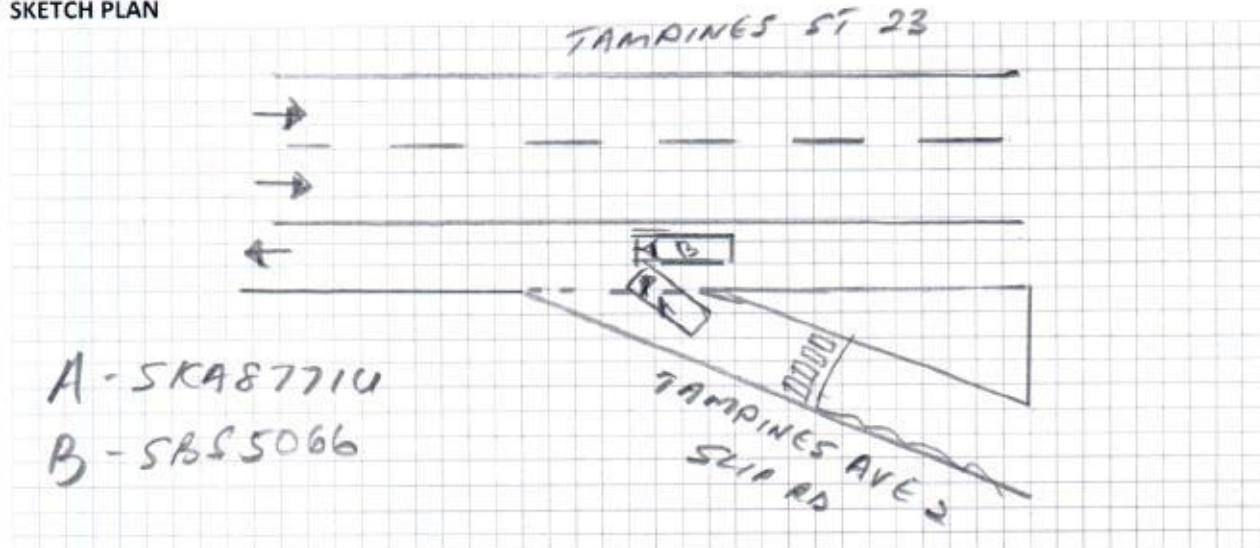 SKETCH PLAN
TAMPINES ST 23
B
A
A - SKA8771U
B - SBS5066
TAMPINES AVE 2
SLIP RD